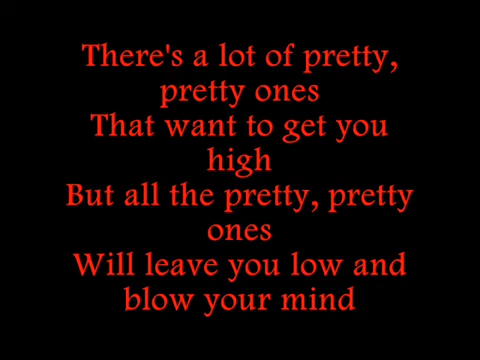 There's a lot of pretty,
pretty ones
That want to get you
high
But all the pretty, pretty
ones
Will leave you low and
blow your mind